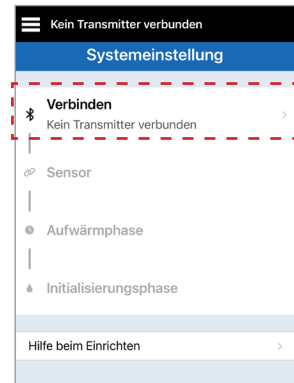 Kein Transmitter verbunden
Systemeinstellung
Verbinden
Kein Transmitter verbunden
Sensor
Aufwärmphase
Initialisierungsphase
Hilfe beim Einrichten